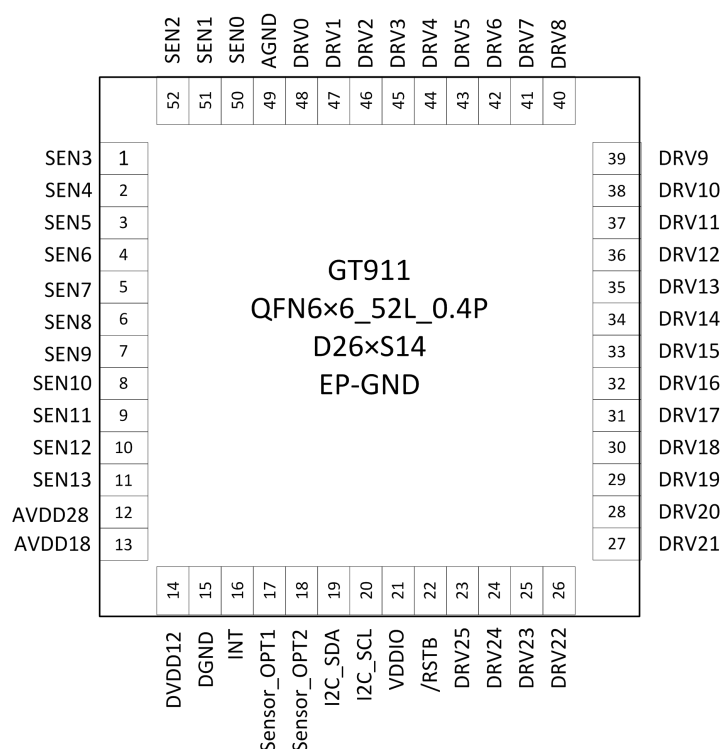 SEN2 SEN1 SEN0 AGND DRV0 DRV1 DRV2 DRV3 DRV4 DRV5 DRV6 DRV7 DRV8
52 51 50 49 48 47 46 45 44 43 42 41 40
SEN3 1 39 DRV9
SEN4 2 38 DRV10
SEN5 3 37 DRV11
SEN6 4 36 DRV12
SEN7 5 35 DRV13
SEN8 6 34 DRV14
SEN9 7 33 DRV15
SEN10 8 32 DRV16
SEN11 9 31 DRV17
SEN12 10 30 DRV18
SEN13 11 29 DRV19
AVDD28 12 28 DRV20
AVDD18 13 27 DRV21
GT911
QFN6×6_52L_0.4P
D26×S14
EP-GND
14 15 16 17 18 19 20 21 22 23 24 25 26
DVDD12 DGND INT Sensor_OPT1 Sensor_OPT2 I2C_SDA I2C_SCL VDDIO /RSTB DRV25 DRV24 DRV23 DRV22